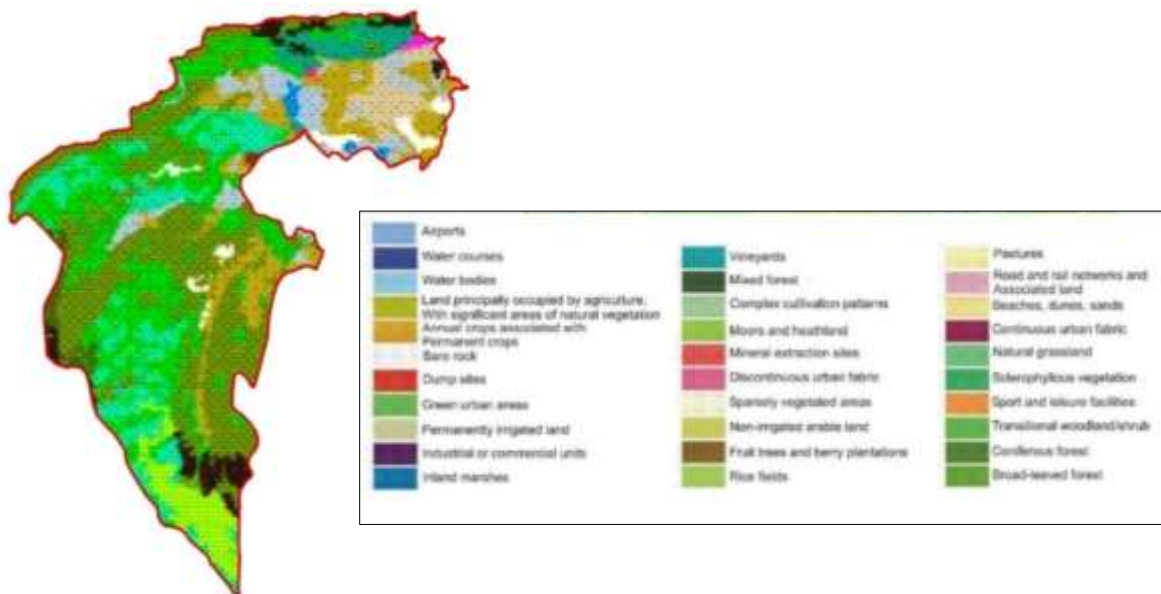 Airports
Water courses
Water bodies
Land principally occupied by agriculture,
With significant areas of natural vegetation
Annual crops associated with
Permanent crops
Bare rock
Dump sites
Green urban areas
Permanently irrigated land
Industrial or commercial units
Inland marshes
Vineyards
Mixed forest
Complex cultivation patterns
Moors and heathland
Mineral extraction sites
Discontinuous urban fabric
Sparsely vegetated areas
Non-irrigated arable land
Fruit trees and berry plantations
Rice fields
Pastures
Road and rail networks and
Associated land
Beaches, dunes, sands
Continuous urban fabric
Natural grassland
Sclerophyllous vegetation
Sport and leisure facilities
Transitional woodland/shrub
Coniferous forest
Broad-leaved forest